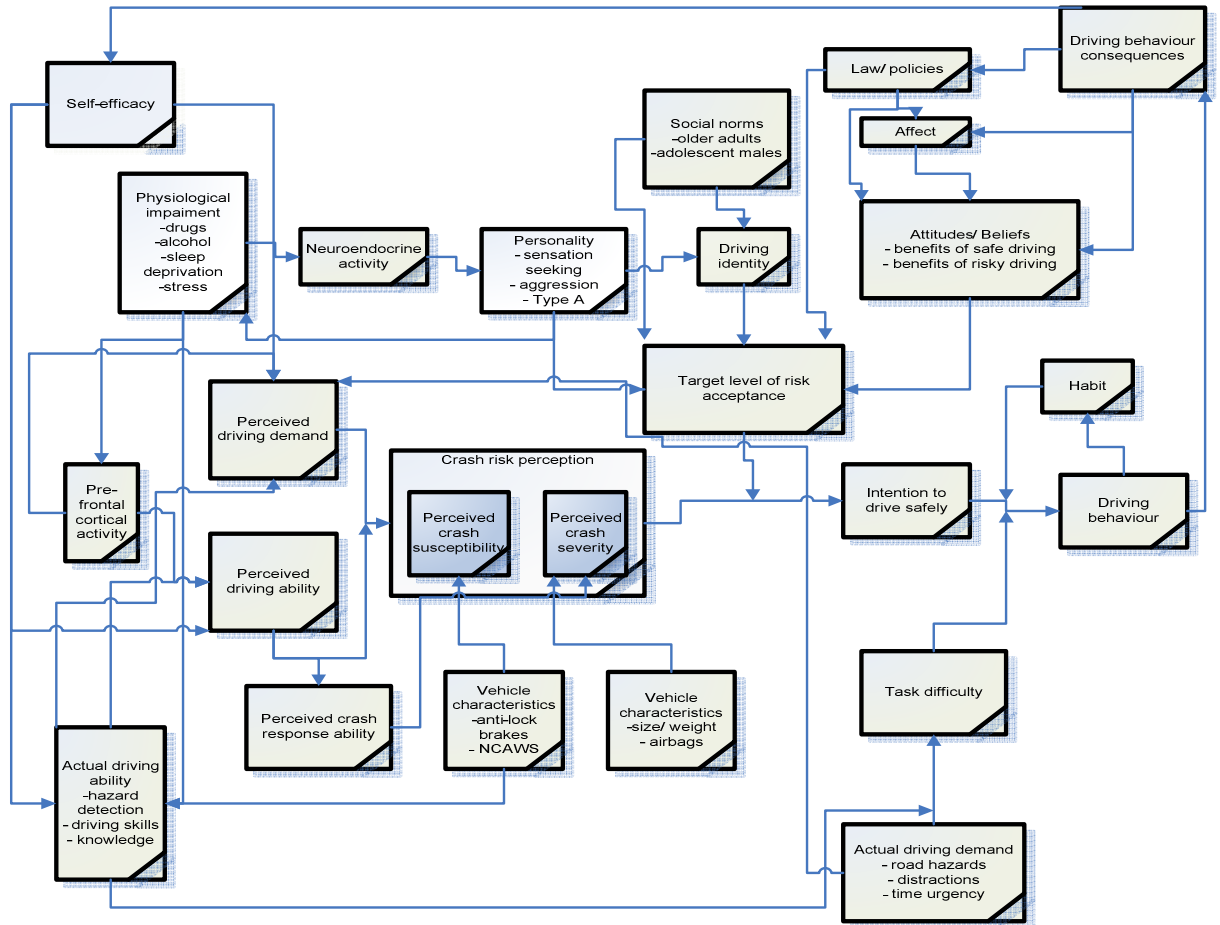 Driving behaviour
consequences
Law/ policies
Self-efficacy
Social norms
-older adults
-adolescent males
Affect
Physiological
impaiment
-drugs
-alcohol
-sleep
deprivation
-stress
Neuroendocrine
activity
Personality
- sensation
seeking
- aggression
- Type A
Driving
identity
Attitudes/ Beliefs
- benefits of safe driving
- benefits of risky driving
Target level of risk
acceptance
Habit
Perceived
driving demand
Crash risk perception
Pre-
frontal
cortical
activity
Perceived
crash
susceptibility
Perceived
crash
severity
Intention to
drive safely
Driving
behaviour
Perceived
driving ability
Perceived crash
response ability
Vehicle
characteristics
-anti-lock
brakes
- NCAWS
Vehicle
characteristics
-size/ weight
- airbags
Task difficulty
Actual driving
ability
-hazard
detection
- driving skills
- knowledge
Actual driving demand
- road hazards
- distractions
- time urgency